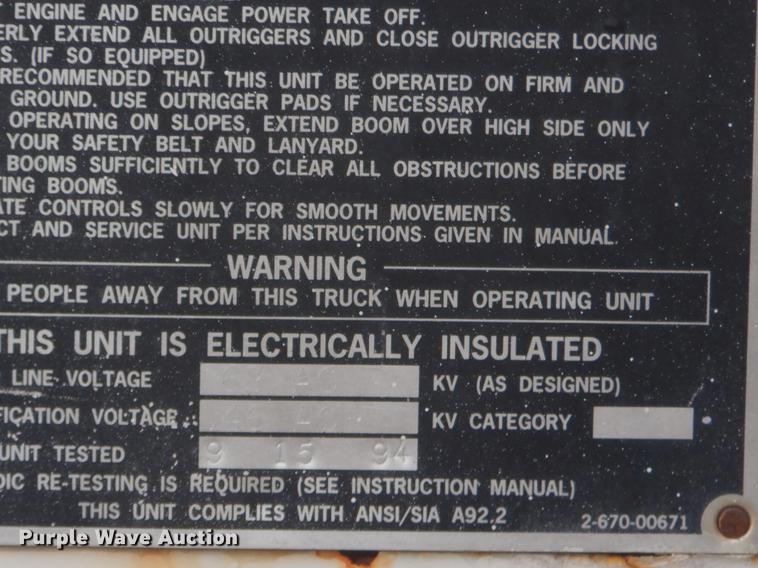 ENGINE AND ENGAGE POWER TAKE OFF.
ERLY EXTEND ALL OUTRIGGERS AND CLOSE OUTRIGGER LOCKING
S. (IF SO EQUIPPED)
RECOMMENDED THAT THIS UNIT BE OPERATED ON FIRM AND
GROUND. USE OUTRIGGER PADS IF NECESSARY.
OPERATING ON SLOPES, EXTEND BOOM OVER HIGH SIDE ONLY
YOUR SAFETY BELT AND LANYARD.
BOOMS SUFFICIENTLY TO CLEAR ALL OBSTRUCTIONS BEFORE
TING BOOMS.
ATE CONTROLS SLOWLY FOR SMOOTH MOVEMENTS.
CT AND SERVICE UNIT PER INSTRUCTIONS GIVEN IN MANUAL.
WARNING
PEOPLE AWAY FROM THIS TRUCK WHEN OPERATING UNIT
THIS UNIT IS ELECTRICALLY INSULATED
LINE VOLTAGE KV (AS DESIGNED)
FICATION VOLTAGE KV CATEGORY
UNIT TESTED 9 15 94
DIC RE-TESTING IS REQUIRED (SEE INSTRUCTION MANUAL)
THIS UNIT COMPLIES WITH ANSI/SIA A92.2 2-670-00671
Purple Wave Auction